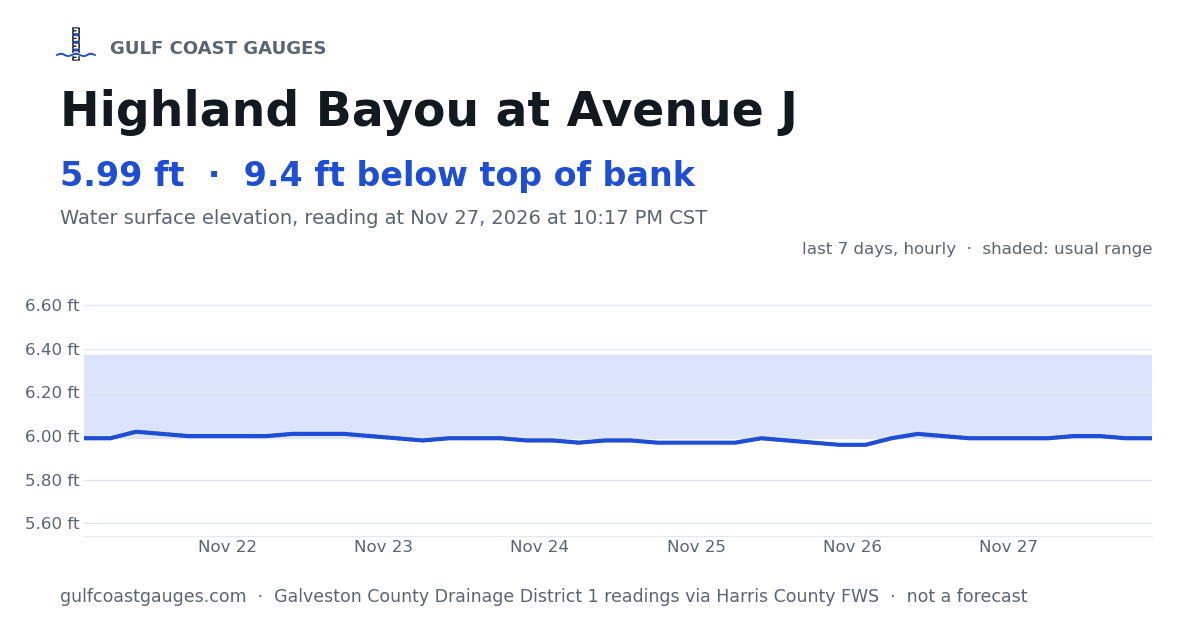 GULF COAST GAUGES
Highland Bayou at Avenue J
5.99 ft · 9.4 ft below top of bank
Water surface elevation, reading at Nov 27, 2026 at 10:17 PM CST
last 7 days, hourly · shaded: usual range
6.60 ft
6.40 ft
6.20 ft
6.00 ft
5.80 ft
5.60 ft
Nov 22 Nov 23 Nov 24 Nov 25 Nov 26 Nov 27
gulfcoastgauges.com · Galveston County Drainage District 1 readings via Harris County FWS · not a forecast